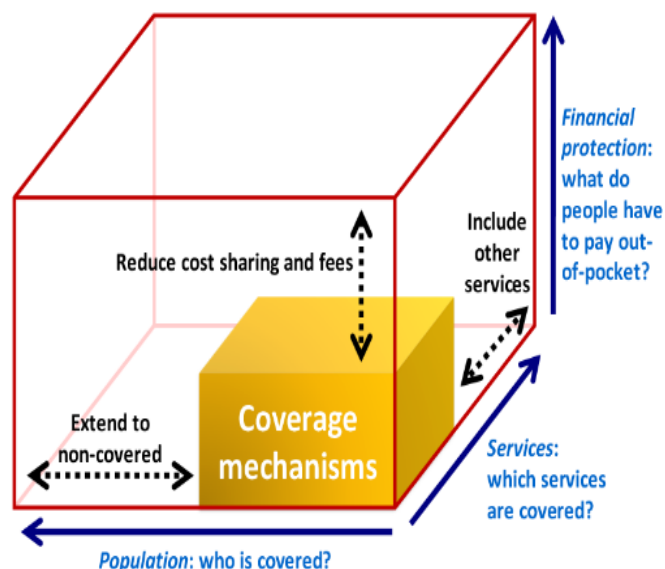 Financial
protection:
what do
people have
to pay out-
of-pocket?
Include
other
services
Reduce cost sharing and fees
Extend to
non-covered
Coverage
mechanisms
Services:
which services
are covered?
Population: who is covered?